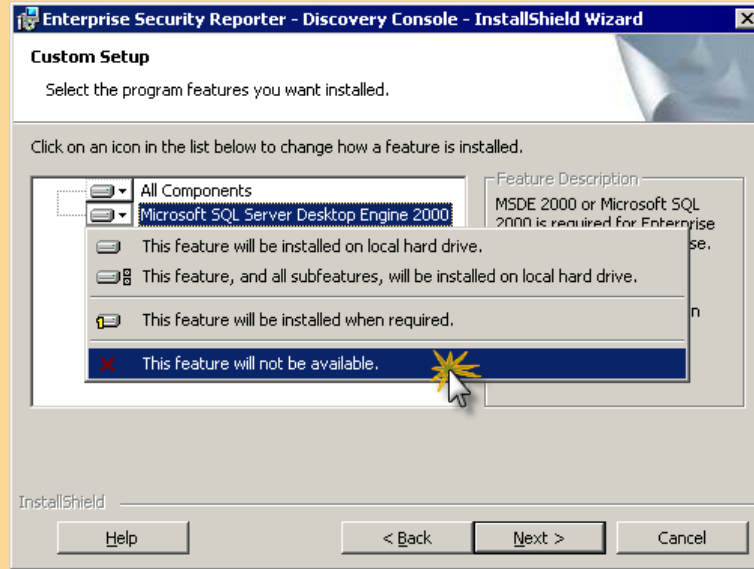 Enterprise Security Reporter - Discovery Console - InstallShield Wizard
Custom Setup
Select the program features you want installed.
Click on an icon in the list below to change how a feature is installed.
All Components
Microsoft SQL Server Desktop Engine 2000
Feature Description
MSDE 2000 or Microsoft SQL
2000 is required for Enterprise
se.
n
This feature will be installed on local hard drive.
This feature, and all subfeatures, will be installed on local hard drive.
This feature will be installed when required.
This feature will not be available.
InstallShield
Help
< Back
Next >
Cancel